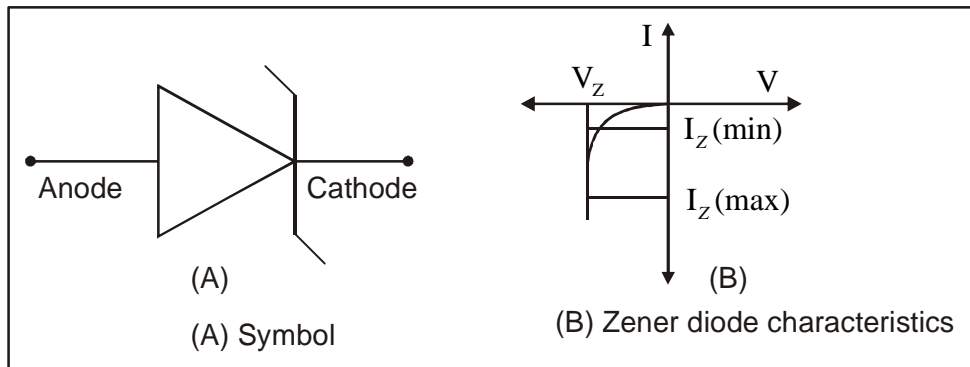 Anode
Cathode
(A)
(A) Symbol
I
V_Z
V
I_Z (min)
I_Z (max)
(B)
(B) Zener diode characteristics